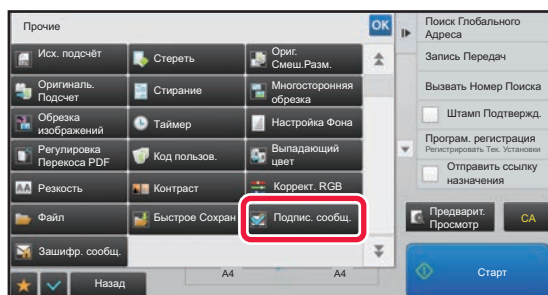 Прочие
OK
Исх. подсчёт
Стереть
Ориг.
Смеш.Разм.
Оригиналь.
Подсчет
Стирание
Многосторонняя
обрезка
Обрезка
изображений
Таймер
Настройка Фона
Регулировка
Перекоса PDF
Код пользов.
Выпадающий
цвет
Резкость
Контраст
Коррект. RGB
Файл
Быстрое Сохран
Подпис. сообщ.
Зашифр. сообщ.
Назад
A4
A4
Поиск Глобального
Адреса
Запись Передач
Вызвать Номер Поиска
Штамп Подтвержд.
Програм. регистрация
Регистрировать Тек. Установки
Отправить ссылку
назначения
Предварит.
Просмотр
CA
Старт